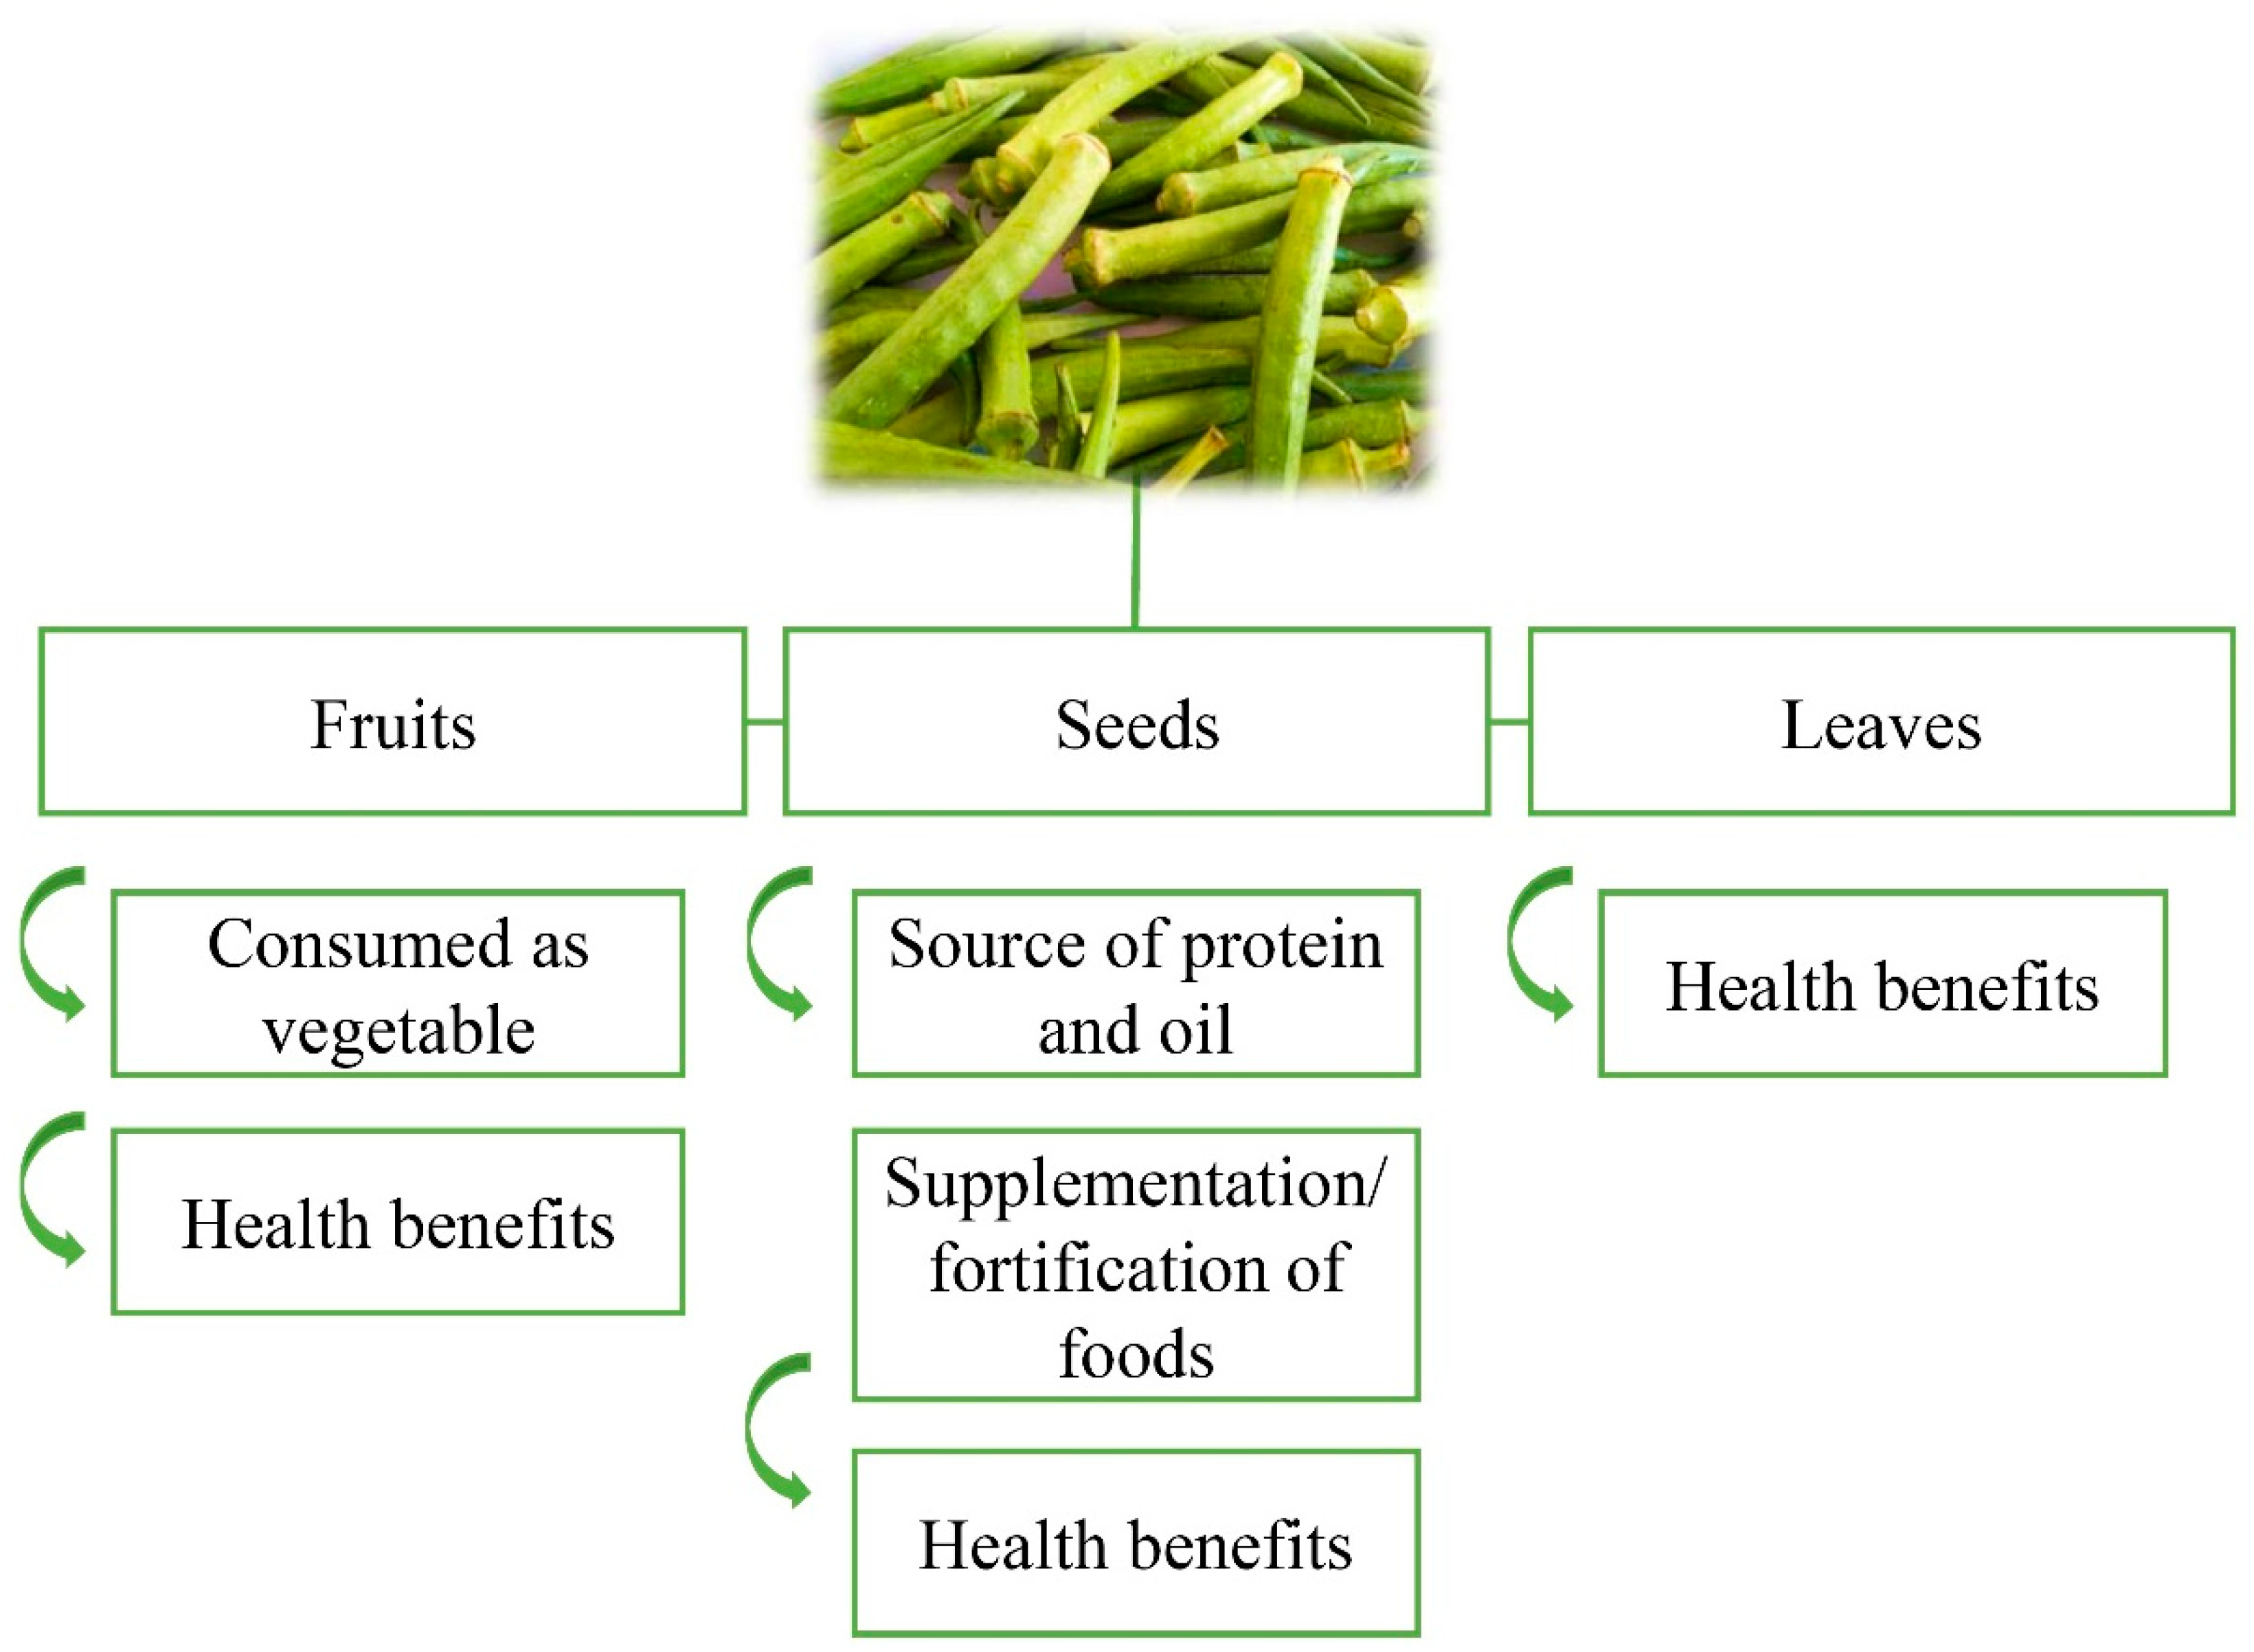 Fruits
Seeds
Leaves
Consumed as
vegetable
Health benefits
Source of protein
and oil
Supplementation/
fortification of
foods
Health benefits
Health benefits